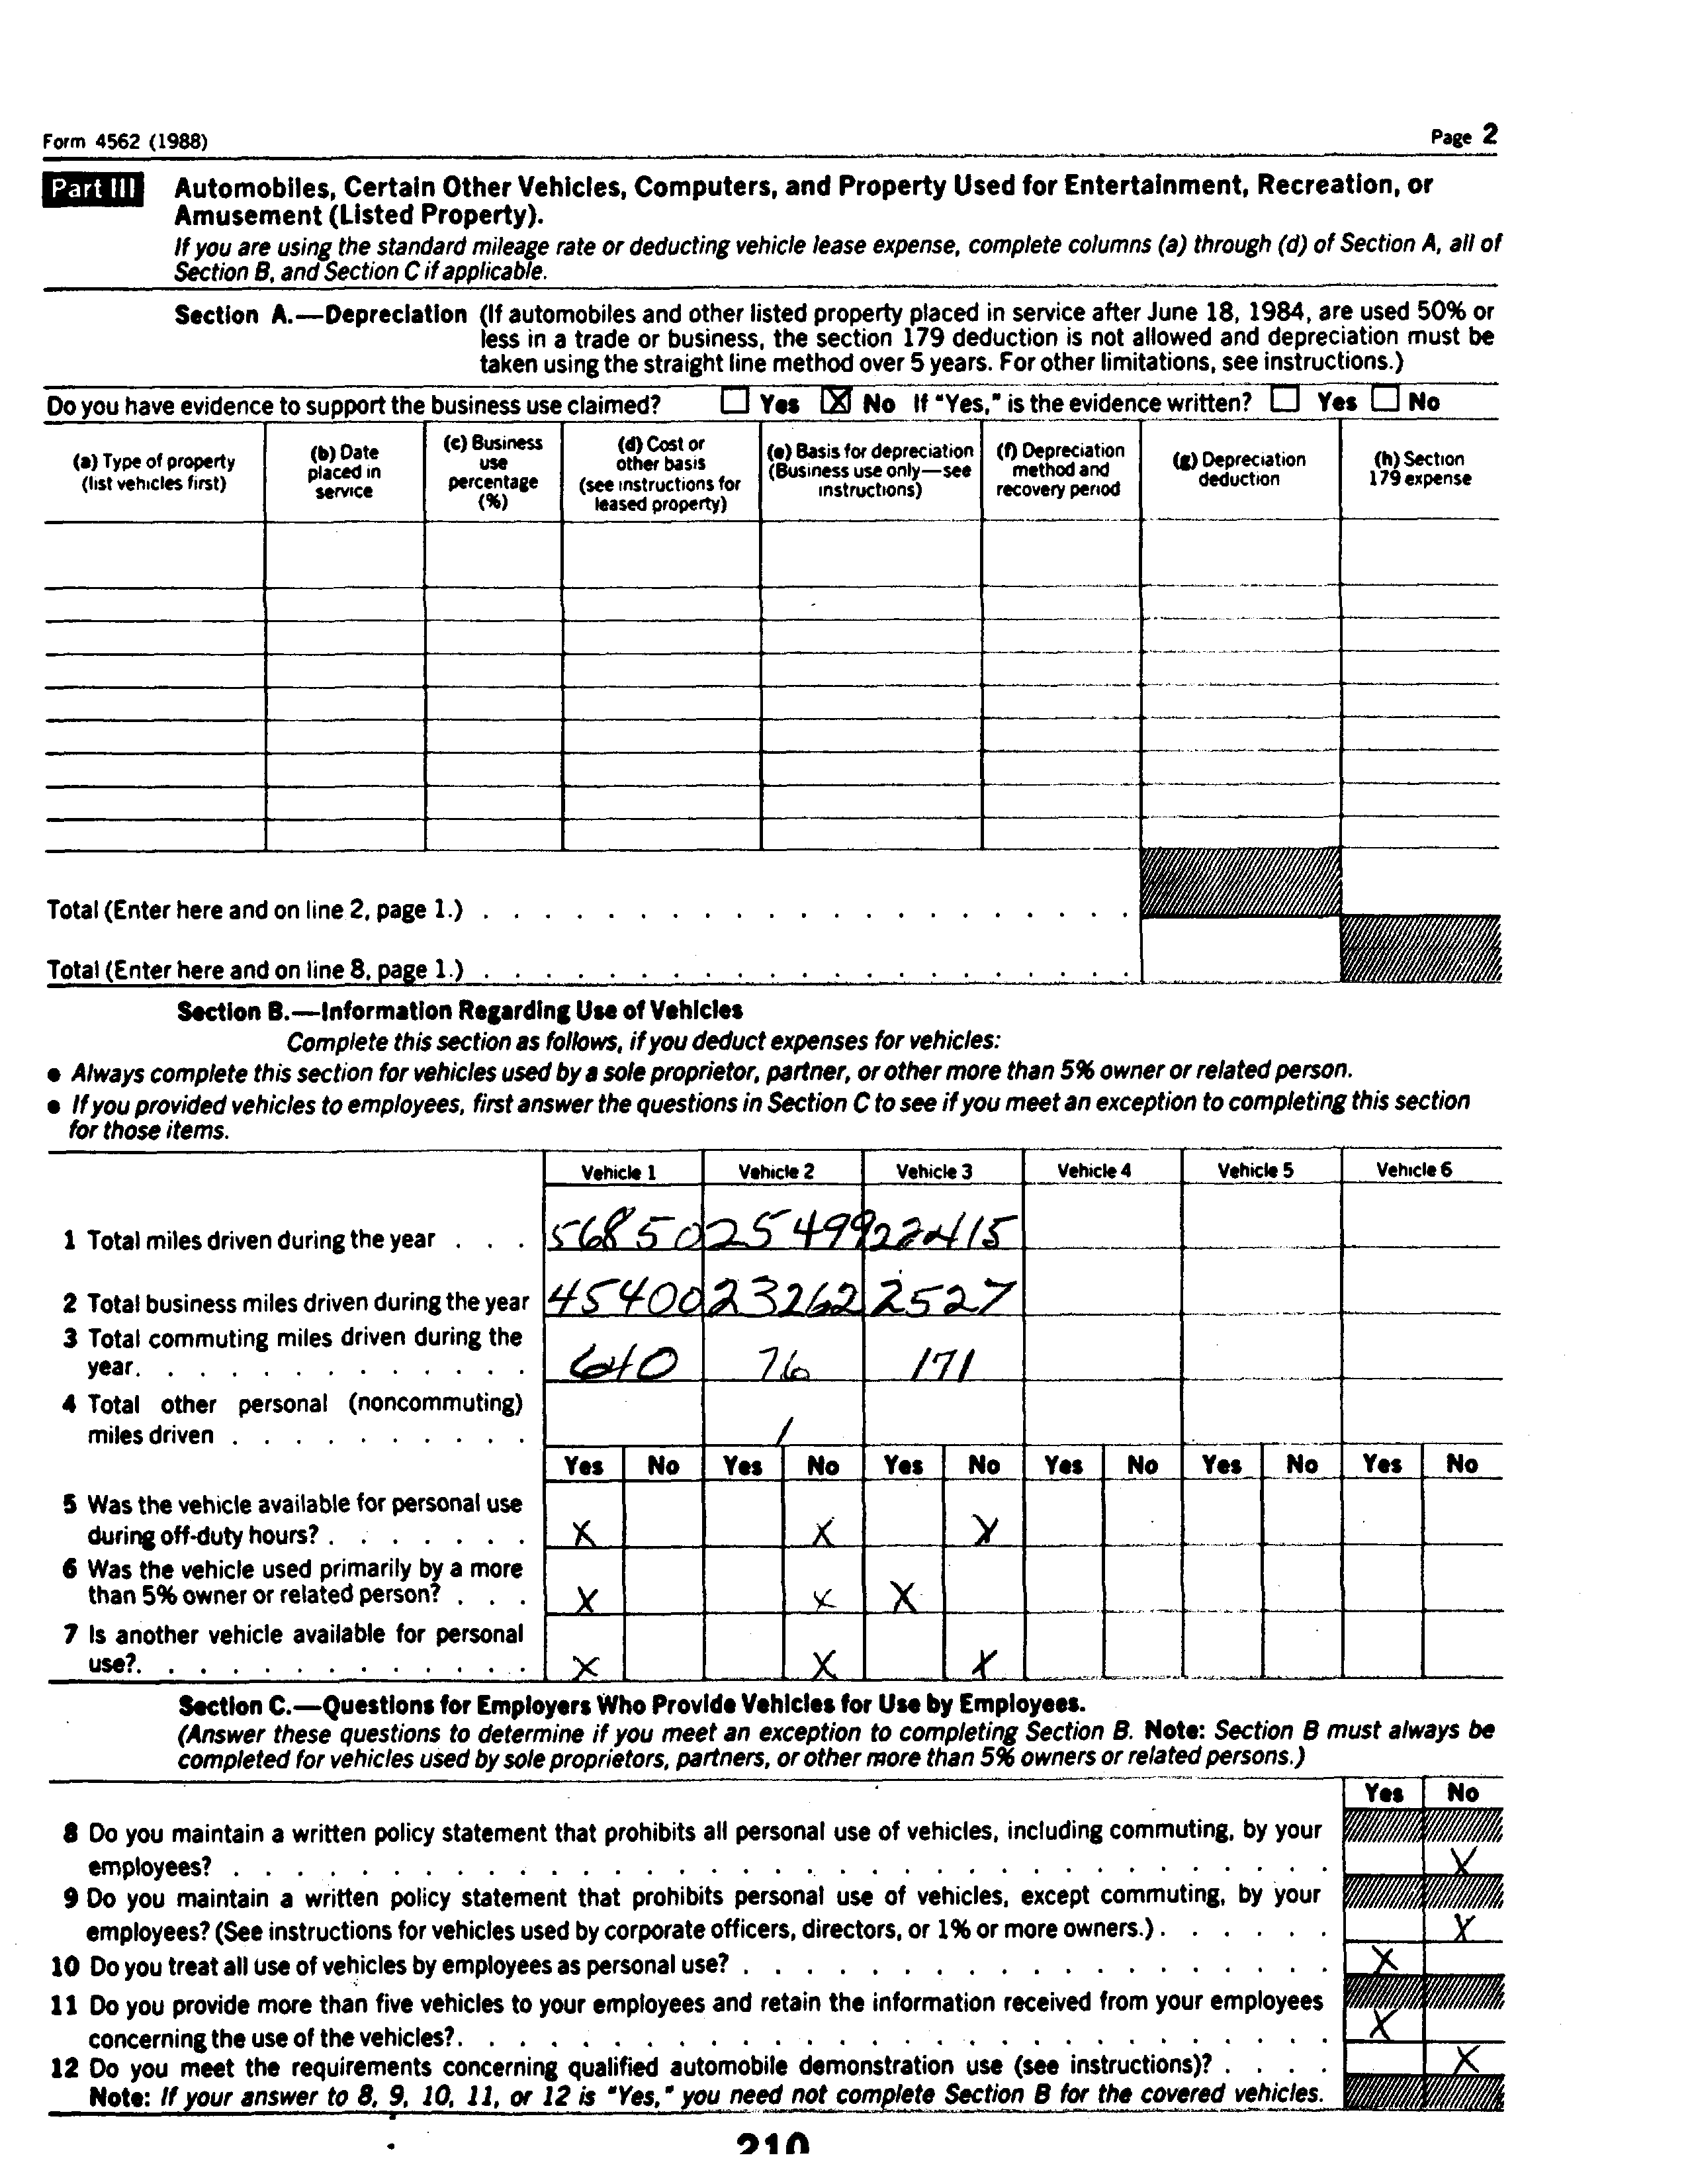 Form 4562 (1988)
Page 2
Part III Automobiles, Certain Other Vehicles, Computers, and Property Used for Entertainment, Recreation, or
Amusement (Listed Property).
If you are using the standard mileage rate or deducting vehicle lease expense, complete columns (a) through (d) of Section A, all of
Section B, and Section C if applicable.
Section A.—Depreciation (If automobiles and other listed property placed in service after June 18, 1984, are used 50% or
less in a trade or business, the section 179 deduction is not allowed and depreciation must be
taken using the straight line method over 5 years. For other limitations, see instructions.)
Do you have evidence to support the business use claimed? Yes X No If "Yes," is the evidence written? Yes No
(a) Type of property
(list vehicles first)
(b) Date
placed in
service
(c) Business
use
percentage
(%)
(d) Cost or
other basis
(see instructions for
leased property)
(e) Basis for depreciation
(Business use only—see
instructions)
(f) Depreciation
method and
recovery period
(g) Depreciation
deduction
(h) Section
179 expense
Total (Enter here and on line 2, page 1.) . . . . . . . . . . . . . . . . . . . . .
Total (Enter here and on line 8, page 1.) . . . . . . . . . . . . . . . . . . . . .
Section B.—Information Regarding Use of Vehicles
Complete this section as follows, if you deduct expenses for vehicles:
● Always complete this section for vehicles used by a sole proprietor, partner, or other more than 5% owner or related person.
● If you provided vehicles to employees, first answer the questions in Section C to see if you meet an exception to completing this section
for those items.
Vehicle 1 Vehicle 2 Vehicle 3 Vehicle 4 Vehicle 5 Vehicle 6
1 Total miles driven during the year . . . 56850 25499 22415
2 Total business miles driven during the year 45400 23262 2527
3 Total commuting miles driven during the
year. . . . . . . . . . . . . 640 76 171
4 Total other personal (noncommuting)
miles driven . . . . . . . . . . /
Yes No Yes No Yes No Yes No Yes No Yes No
5 Was the vehicle available for personal use
during off-duty hours? . . . . . . . X X X
6 Was the vehicle used primarily by a more
than 5% owner or related person? . . . X X X
7 Is another vehicle available for personal
use?. . . . . . . . . . . . . X X X
Section C.—Questions for Employers Who Provide Vehicles for Use by Employees.
(Answer these questions to determine if you meet an exception to completing Section B. Note: Section B must always be
completed for vehicles used by sole proprietors, partners, or other more than 5% owners or related persons.)
Yes No
8 Do you maintain a written policy statement that prohibits all personal use of vehicles, including commuting, by your
employees? . . . . . . . . . . . . . . . . . . . . . . . . . . . . . . . . . . X
9 Do you maintain a written policy statement that prohibits personal use of vehicles, except commuting, by your
employees? (See instructions for vehicles used by corporate officers, directors, or 1% or more owners.) . . . . . . X
10 Do you treat all use of vehicles by employees as personal use? . . . . . . . . . . . . . . . . . . . X
11 Do you provide more than five vehicles to your employees and retain the information received from your employees
concerning the use of the vehicles?. . . . . . . . . . . . . . . . . . . . . . . . . . . . X
12 Do you meet the requirements concerning qualified automobile demonstration use (see instructions)? . . . . X
Note: If your answer to 8, 9, 10, 11, or 12 is "Yes," you need not complete Section B for the covered vehicles.
210